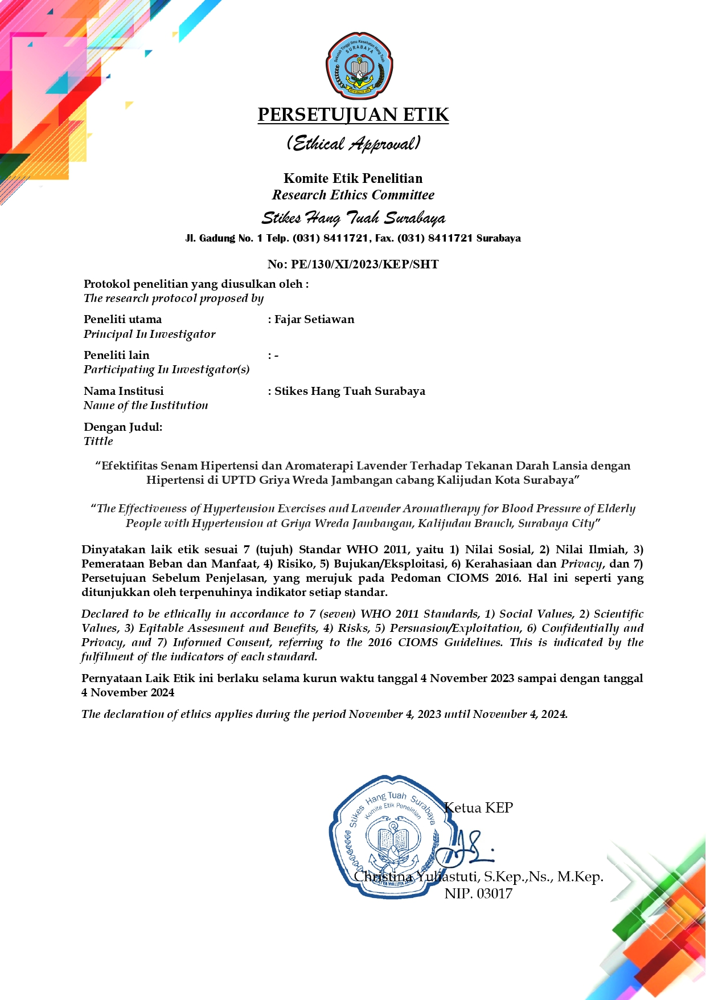 Sekolah Tinggi Ilmu Kesehatan Hang Tuah
SURABAYA
PERSETUJUAN ETIK
(Ethical Approval)
Komite Etik Penelitian
Research Ethics Committee
Stikes Hang Tuah Surabaya
Jl. Gadung No. 1 Telp. (031) 8411721, Fax. (031) 8411721 Surabaya
No: PE/130/XI/2023/KEP/SHT
Protokol penelitian yang diusulkan oleh :
The research protocol proposed by
Peneliti utama : Fajar Setiawan
Principal In Investigator
Peneliti lain : -
Participating In Investigator(s)
Nama Institusi : Stikes Hang Tuah Surabaya
Name of the Institution
Dengan Judul:
Tittle
“Efektifitas Senam Hipertensi dan Aromaterapi Lavender Terhadap Tekanan Darah Lansia dengan
Hipertensi di UPTD Griya Wreda Jambangan cabang Kalijudan Kota Surabaya”
“The Effectiveness of Hypertension Exercises and Lavender Aromatherapy for Blood Pressure of Elderly
People with Hypertension at Griya Wreda Jambangan, Kalijudan Branch, Surabaya City”
Dinyatakan laik etik sesuai 7 (tujuh) Standar WHO 2011, yaitu 1) Nilai Sosial, 2) Nilai Ilmiah, 3)
Pemerataan Beban dan Manfaat, 4) Risiko, 5) Bujukan/Eksploitasi, 6) Kerahasiaan dan Privacy, dan 7)
Persetujuan Sebelum Penjelasan, yang merujuk pada Pedoman CIOMS 2016. Hal ini seperti yang
ditunjukkan oleh terpenuhinya indikator setiap standar.
Declared to be ethically in accordance to 7 (seven) WHO 2011 Standards, 1) Social Values, 2) Scientific
Values, 3) Eqitable Assesment and Benefits, 4) Risks, 5) Persuasion/Exploitation, 6) Confidentially and
Privacy, and 7) Informed Consent, referring to the 2016 CIOMS Guidelines. This is indicated by the
fulfilment of the indicators of each standard.
Pernyataan Laik Etik ini berlaku selama kurun waktu tanggal 4 November 2023 sampai dengan tanggal
4 November 2024
The declaration of ethics applies during the period November 4, 2023 until November 4, 2024.
Stikes Hang Tuah Surabaya
Komite Etik Penelitian
SATYA WALUYA JAYA
Ketua KEP
Christina Yuliastuti, S.Kep.,Ns., M.Kep.
NIP. 03017